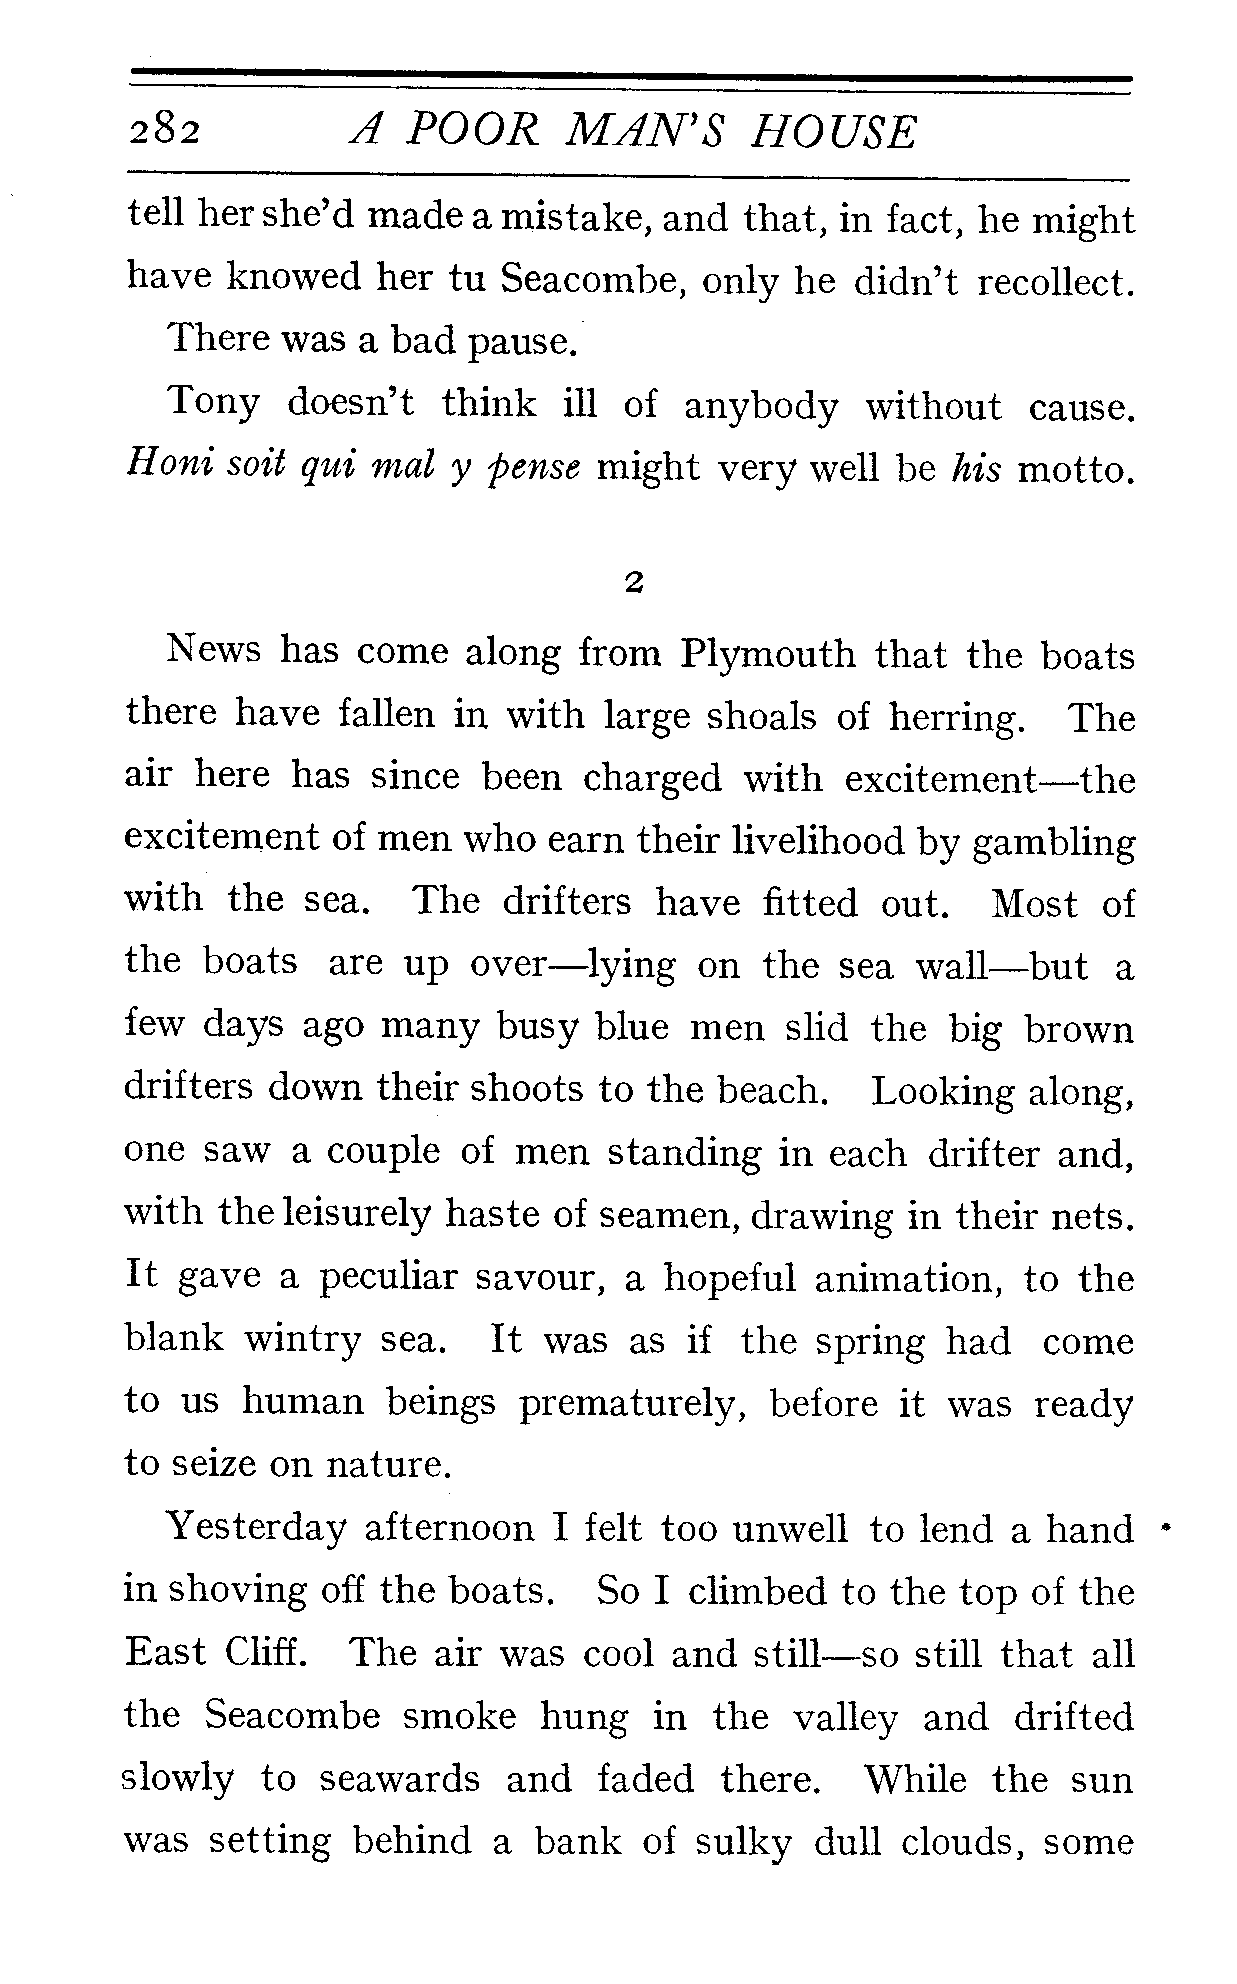 282 A POOR MAN'S HOUSE
tell her she'd made a mistake, and that, in fact, he might
have knowed her tu Seacombe, only he didn't recollect.
There was a bad pause.
Tony doesn't think ill of anybody without cause.
Honi soit qui mal y pense might very well be his motto.
2
News has come along from Plymouth that the boats
there have fallen in with large shoals of herring. The
air here has since been charged with excitement—the
excitement of men who earn their livelihood by gambling
with the sea. The drifters have fitted out. Most of
the boats are up over—lying on the sea wall—but a
few days ago many busy blue men slid the big brown
drifters down their shoots to the beach. Looking along,
one saw a couple of men standing in each drifter and,
with the leisurely haste of seamen, drawing in their nets.
It gave a peculiar savour, a hopeful animation, to the
blank wintry sea. It was as if the spring had come
to us human beings prematurely, before it was ready
to seize on nature.
Yesterday afternoon I felt too unwell to lend a hand
in shoving off the boats. So I climbed to the top of the
East Cliff. The air was cool and still—so still that all
the Seacombe smoke hung in the valley and drifted
slowly to seawards and faded there. While the sun
was setting behind a bank of sulky dull clouds, some